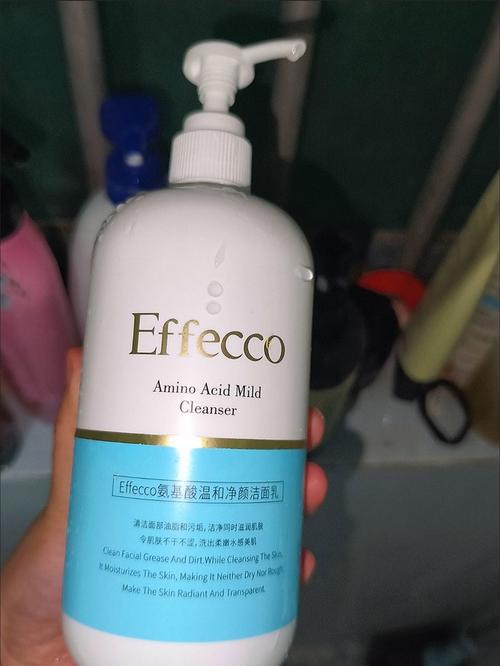 Effecco
Amino Acid Mild
Cleanser
Effecco氨基酸温和净颜洁面乳
清洁面部油脂和污垢,洁净同时滋润肌肤
令肌肤不干不涩,洗出柔嫩水感美肌
Clean Facial Grease And Dirt.While Cleansing The Skin,
It Moisturizes The Skin, Making It Neither Dry Nor Rough,
Make The Skin Radiant And Transparent.